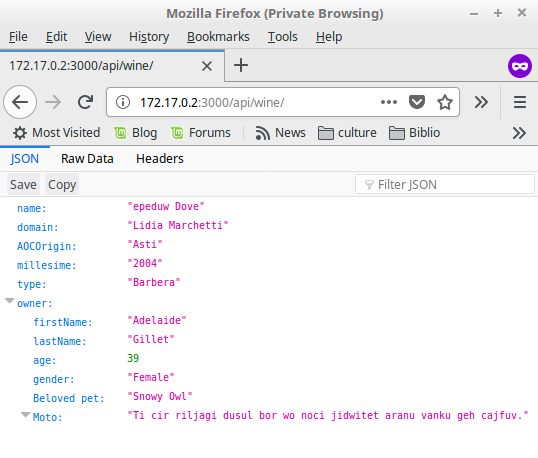 Mozilla Firefox (Private Browsing)
File Edit View History Bookmarks Tools Help
172.17.0.2:3000/api/wine/
172.17.0.2:3000/api/wine/
Most Visited Blog Forums News culture Biblio
JSON Raw Data Headers
Save Copy Filter JSON
name: "epeduw Dove"
domain: "Lidia Marchetti"
AOCOrigin: "Asti"
millesime: "2004"
type: "Barbera"
owner:
firstName: "Adelaide"
lastName: "Gillet"
age: 39
gender: "Female"
Beloved pet: "Snowy Owl"
Moto: "Ti cir riljagi dusul bor wo noci jidwitet aranu vanku geh cajfuv."